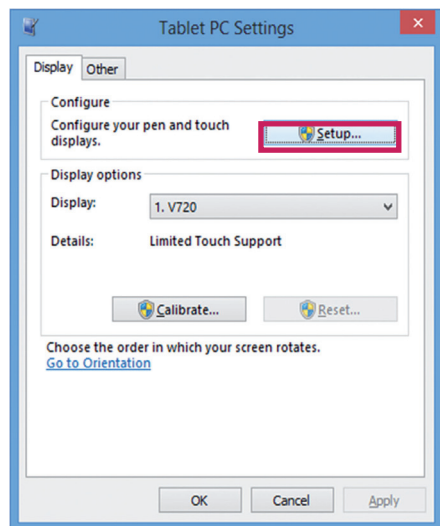 Tablet PC Settings
Display Other
Configure
Configure your pen and touch
displays.
Setup...
Display options
Display: 1. V720
Details: Limited Touch Support
Calibrate... Reset...
Choose the order in which your screen rotates.
Go to Orientation
OK Cancel Apply